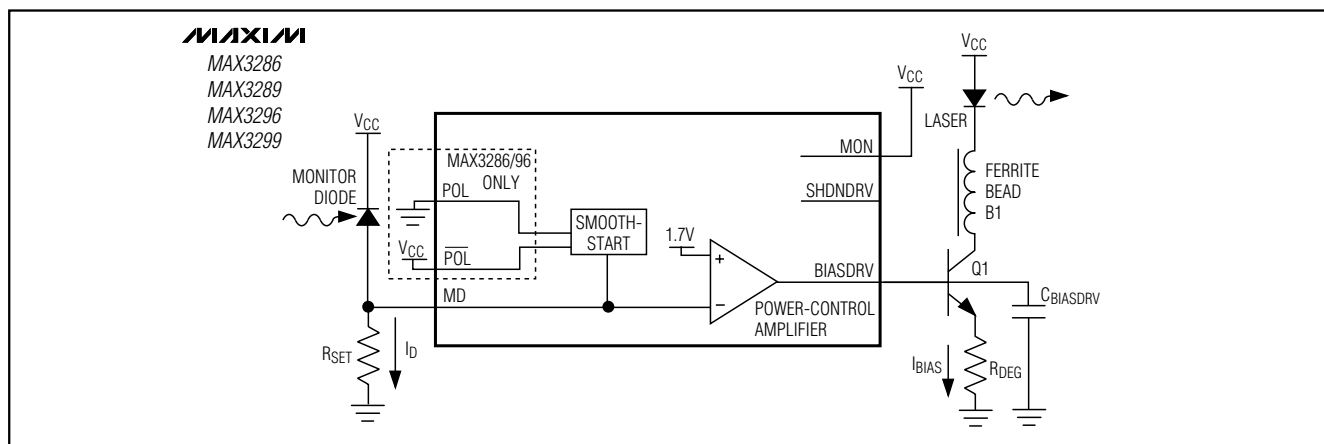 MAXIM
MAX3286
MAX3289
MAX3296
MAX3299
VCC
MONITOR
DIODE
RSET
ID
MAX3286/96
ONLY
POL
VCC
P̅O̅L̅
MD
SMOOTH-
START
1.7V
+
−
POWER-CONTROL
AMPLIFIER
MON
SHDNDRV
BIASDRV
VCC
VCC
LASER
FERRITE
BEAD
B1
Q1
CBIASDRV
IBIAS
RDEG